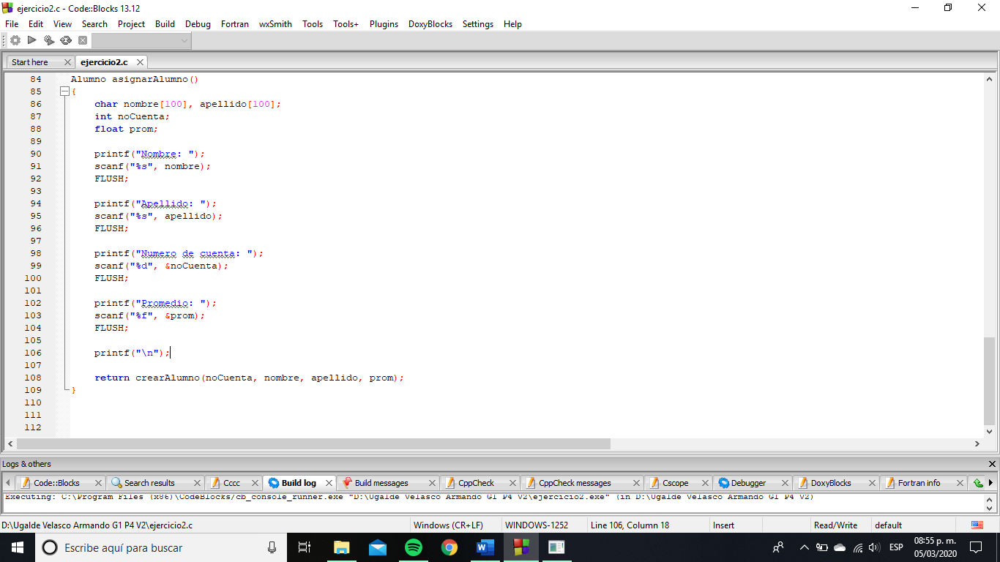 ejercicio2.c - Code::Blocks 13.12
File Edit View Search Project Build Debug Fortran wxSmith Tools Tools+ Plugins DoxyBlocks Settings Help
Start here ejercicio2.c
84 Alumno asignarAlumno()
85 {
86 char nombre[100], apellido[100];
87 int noCuenta;
88 float prom;
89
90 printf("Nombre: ");
91 scanf("%s", nombre);
92 FLUSH;
93
94 printf("Apellido: ");
95 scanf("%s", apellido);
96 FLUSH;
97
98 printf("Numero de cuenta: ");
99 scanf("%d", &noCuenta);
100 FLUSH;
101
102 printf("Promedio: ");
103 scanf("%f", &prom);
104 FLUSH;
105
106 printf("\n");
107
108 return crearAlumno(noCuenta, nombre, apellido, prom);
109 }
110
111
112
Logs & others
Code::Blocks Search results Cccc Build log Build messages CppCheck CppCheck messages Cscope Debugger DoxyBlocks Fortran info
Executing: C:\Program Files (x86)\CodeBlocks/cb_console_runner.exe "D:\Ugalde Velasco Armando G1 P4 V2\ejercicio2.exe" (in D:\Ugalde Velasco Armando G1 P4 V2)
D:\Ugalde Velasco Armando G1 P4 V2\ejercicio2.c Windows (CR+LF) WINDOWS-1252 Line 106, Column 18 Insert Read/Write default
Escribe aquí para buscar
ESP
08:55 p. m.
05/03/2020